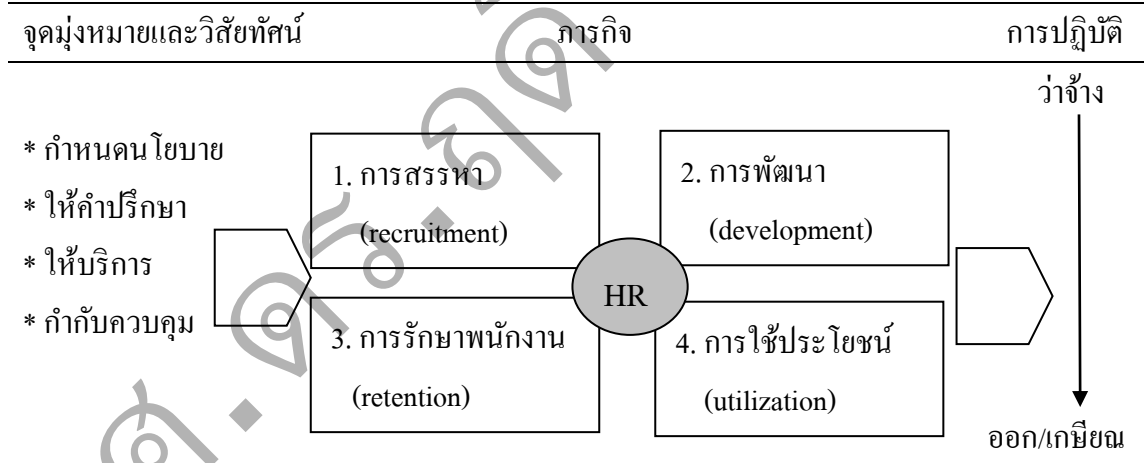 จุดมุ่งหมายและวิสัยทัศน์ ภารกิจ การปฏิบัติ
ว่าจ้าง
* กำหนดนโยบาย
* ให้คำปรึกษา
* ให้บริการ
* กำกับควบคุม
1. การสรรหา
(recruitment)
2. การพัฒนา
(development)
HR
3. การรักษาพนักงาน
(retention)
4. การใช้ประโยชน์
(utilization)
ออก/เกษียณ